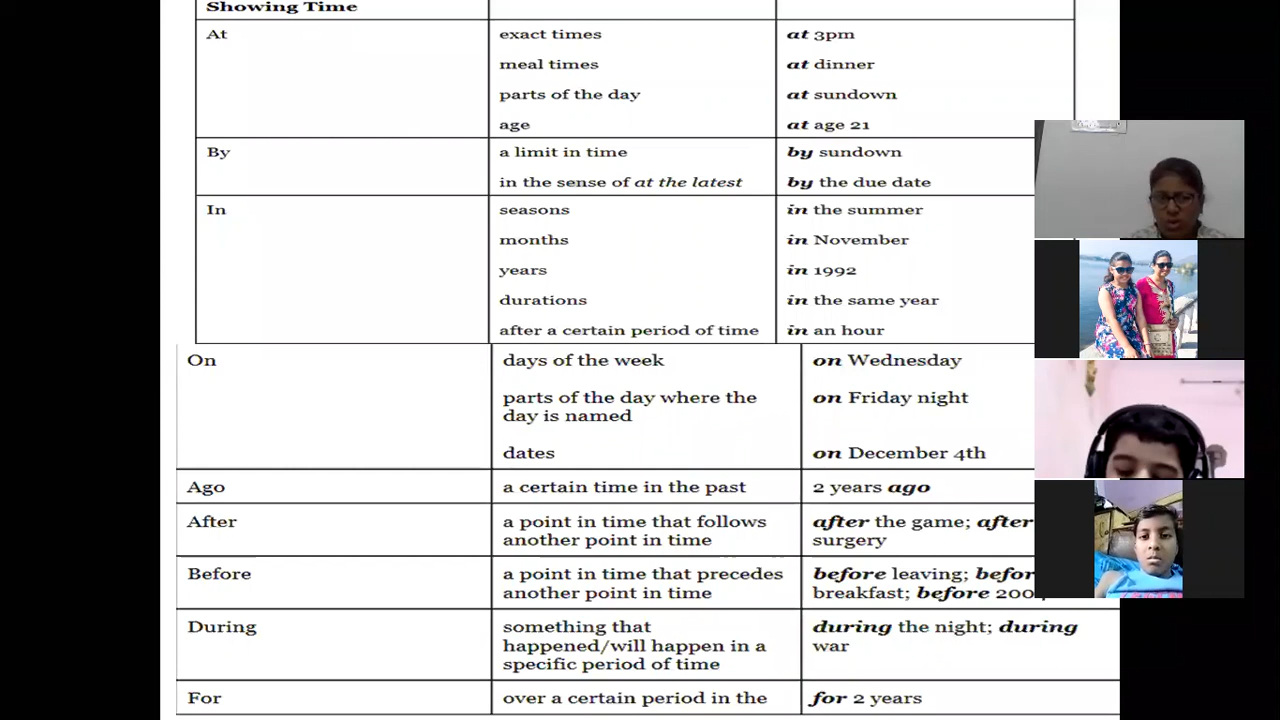 Showing Time
At exact times at 3pm
meal times at dinner
parts of the day at sundown
age at age 21
By a limit in time by sundown
in the sense of at the latest by the due date
In seasons in the summer
months in November
years in 1992
durations in the same year
after a certain period of time in an hour
On days of the week on Wednesday
parts of the day where the on Friday night
day is named
dates on December 4th
Ago a certain time in the past 2 years ago
After a point in time that follows after the game; after
another point in time surgery
Before a point in time that precedes before leaving;
another point in time breakfast; before
During something that during the night; during
happened/will happen in a war
specific period of time
For over a certain period in the for 2 years